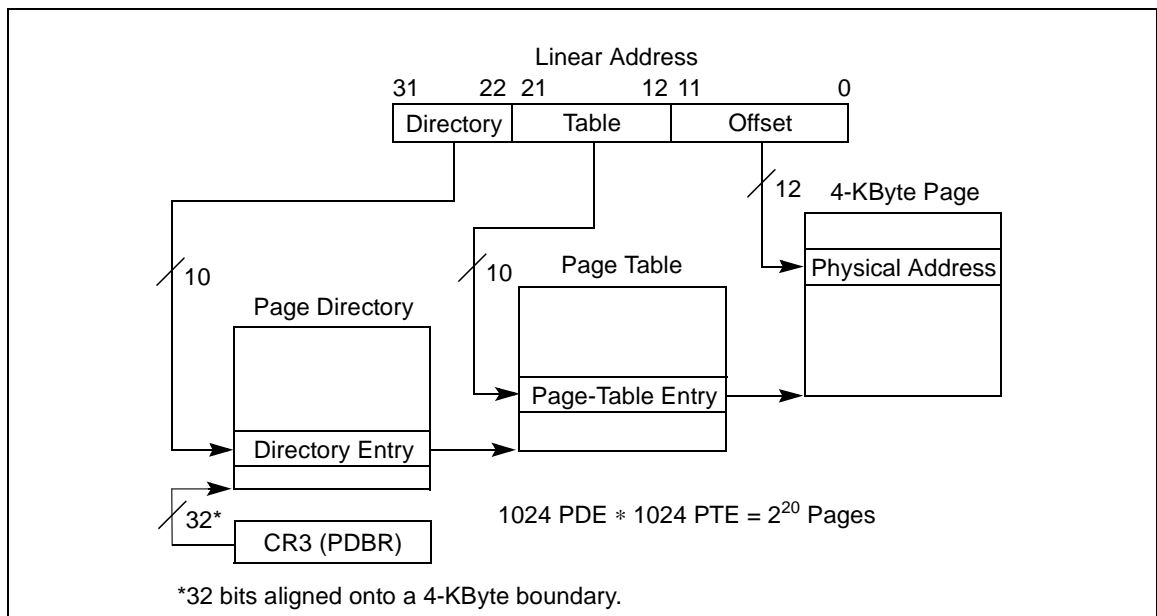 Linear Address
31 22 21 12 11 0
Directory Table Offset
12 4-KByte Page
Physical Address
10 10 Page Table
Page Directory
Page-Table Entry
Directory Entry
32* 1024 PDE ∗ 1024 PTE = 2²⁰ Pages
CR3 (PDBR)
*32 bits aligned onto a 4-KByte boundary.